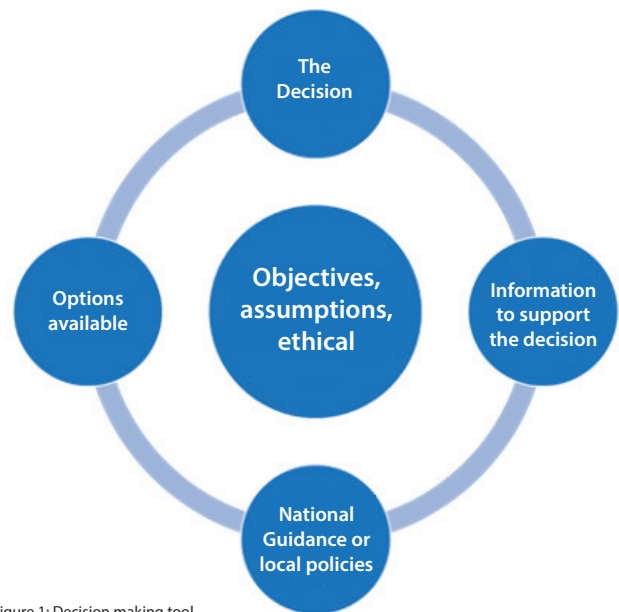 The
Decision
Options
available
Objectives,
assumptions,
ethical
Information
to support
the decision
National
Guidance or
local policies
igure 1: Decision making tool